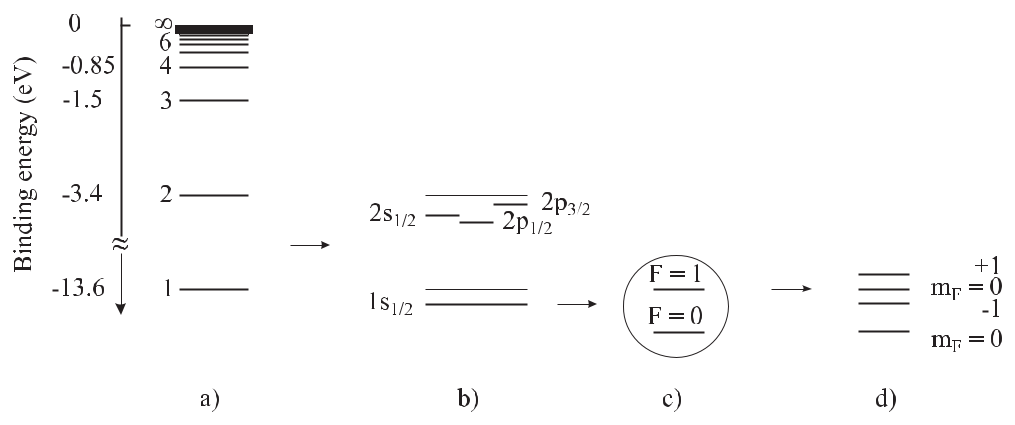 Binding energy (eV)
0
-0.85
-1.5
-3.4
≈
-13.6
∞
6
4
3
2
1
a)
2s1/2
2p3/2
2p1/2
1s1/2
b)
F = 1
F = 0
c)
+1
mF = 0
-1
mF = 0
d)